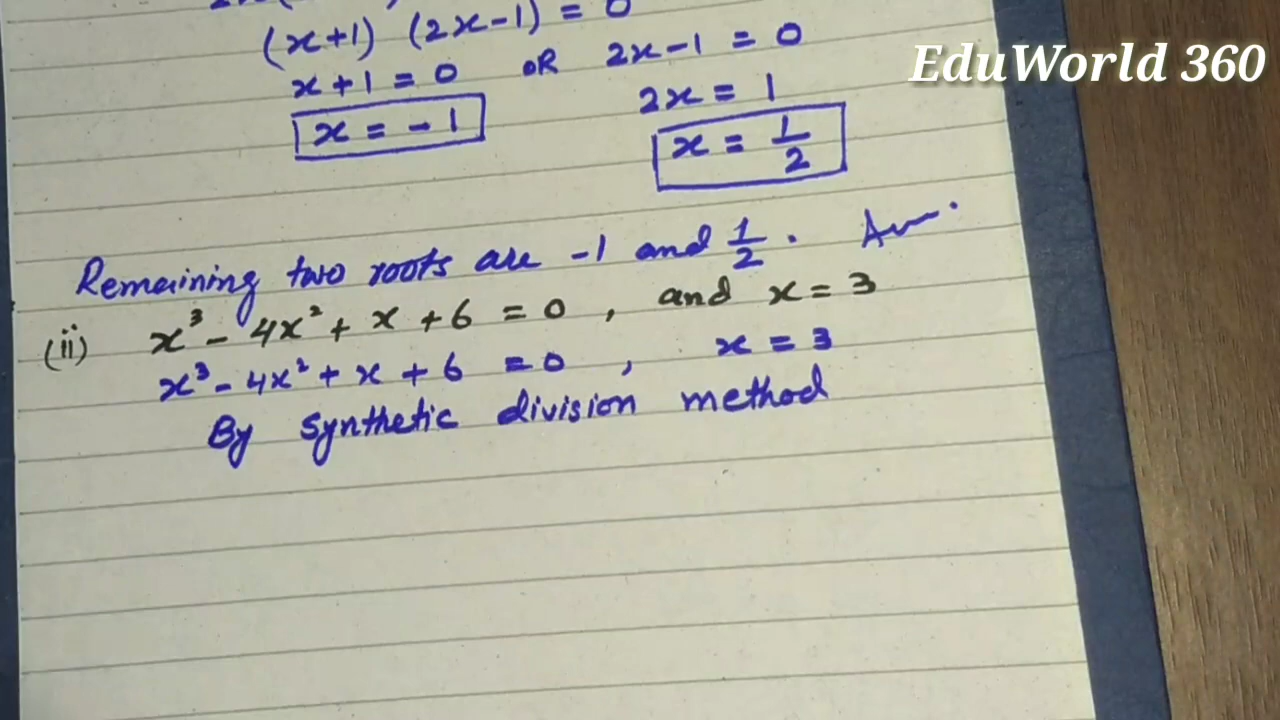 (x+1) (2x-1) = 0
x+1 = 0 OR 2x-1 = 0
2x = 1
x = -1
x = 1/2
EduWorld 360
Remaining two roots are -1 and 1/2.
(ii) x³ - 4x² + x + 6 = 0 , and x = 3
x³ - 4x² + x + 6 = 0 , x = 3
By synthetic division method